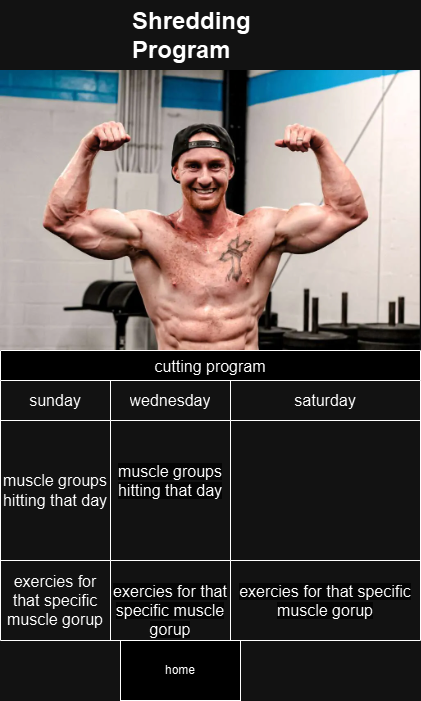 Shredding
Program
cutting program
sunday
wednesday
saturday
muscle groups
hitting that day
muscle groups
hitting that day
exercies for
that specific
muscle gorup
exercies for that
specific muscle
gorup
exercies for that specific
muscle gorup
home